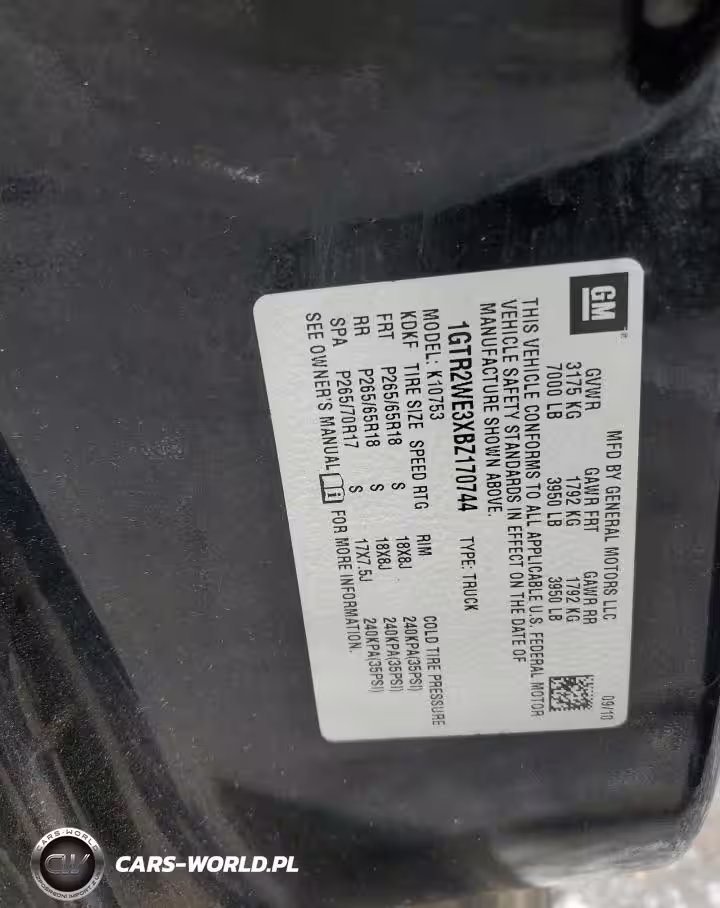 GM
MFD BY GENERAL MOTORS LLC 09/10
GVWR GAWR FRT GAWR RR
3175 KG 1792 KG 1792 KG
7000 LB 3950 LB 3950 LB
THIS VEHICLE CONFORMS TO ALL APPLICABLE U.S. FEDERAL MOTOR
VEHICLE SAFETY STANDARDS IN EFFECT ON THE DATE OF
MANUFACTURE SHOWN ABOVE.
1GTR2WE3XBZ170744 TYPE: TRUCK
MODEL: K10753
KDKF TIRE SIZE SPEED RTG RIM COLD TIRE PRESSURE
FRT P265/65R18 S 18X8J 240KPA(35PSI)
RR P265/65R18 S 18X8J 240KPA(35PSI)
SPA P265/70R17 S 17X7.5J 240KPA(35PSI)
SEE OWNER'S MANUAL FOR MORE INFORMATION.
CARS-WORLD
CW
CARS-WORLD.PL